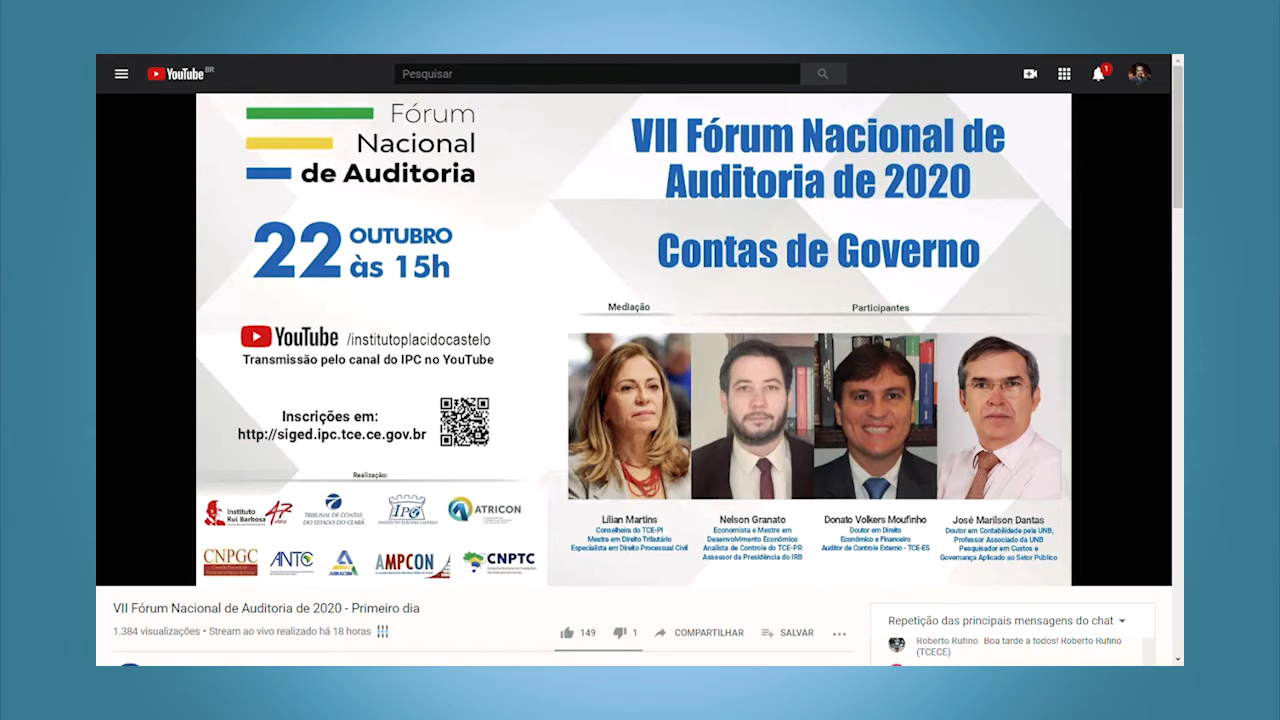 YouTube BR
Pesquisar
1
Fórum
Nacional
de Auditoria
22 OUTUBRO
às 15h
YouTube /institutoplacidocastelo
Transmissão pelo canal do IPC no YouTube
Inscrições em:
http://siged.ipc.tce.ce.gov.br
Realização:
Instituto
Rui Barbosa
47
TRIBUNAL DE CONTAS
DO ESTADO DO CEARÁ
IPC
INSTITUTO PLÁCIDO CASTELO
ATRICON
CNPGC
ANTC
ABRACOM
AMPCON
CNPTC
VII Fórum Nacional de
Auditoria de 2020
Contas de Governo
Mediação
Participantes
Lílian Martins
Conselheira do TCE-PI
Mestra em Direito Tributário
Especialista em Direito Processual Civil
Nelson Granato
Economista e Mestre em
Desenvolvimento Econômico
Analista de Controle do TCE-PR
Assessor da Presidência do IRB
Donato Volkers Moutinho
Doutor em Direito
Econômico e Financeiro
Auditor de Controle Externo - TCE-ES
José Marilson Dantas
Doutor em Contabilidade pela UNB,
Professor Associado da UNB
Pesquisador em Custos e
Governança Aplicado ao Setor Público
VII Fórum Nacional de Auditoria de 2020 - Primeiro dia
1.384 visualizações • Stream ao vivo realizado há 18 horas
149
1
COMPARTILHAR
SALVAR
Repetição das principais mensagens do chat
Roberto Rufino Boa tarde a todos! Roberto Rufino
(TCECE)